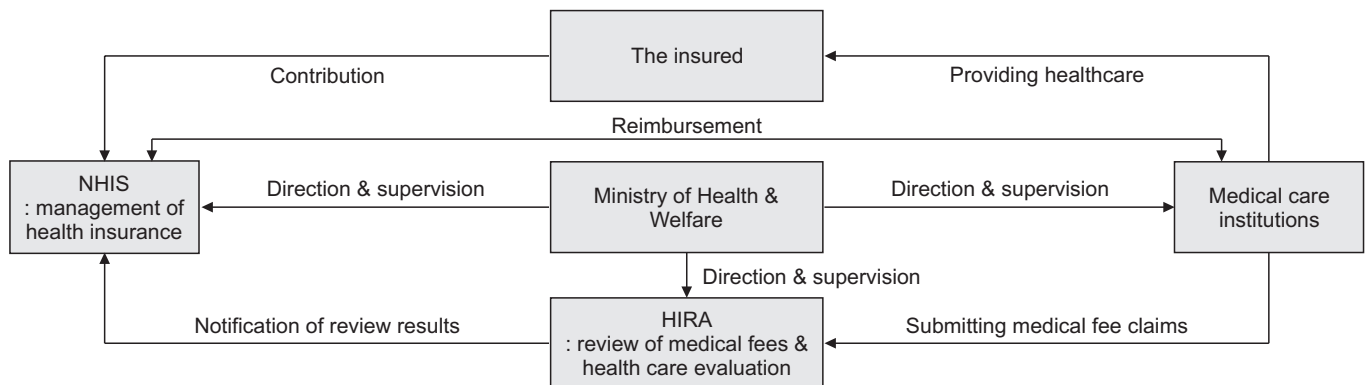 The insured
Contribution
Providing healthcare
Reimbursement
NHIS
: management of
health insurance
Direction & supervision
Ministry of Health &
Welfare
Direction & supervision
Medical care
institutions
Direction & supervision
Notification of review results
HIRA
: review of medical fees &
health care evaluation
Submitting medical fee claims